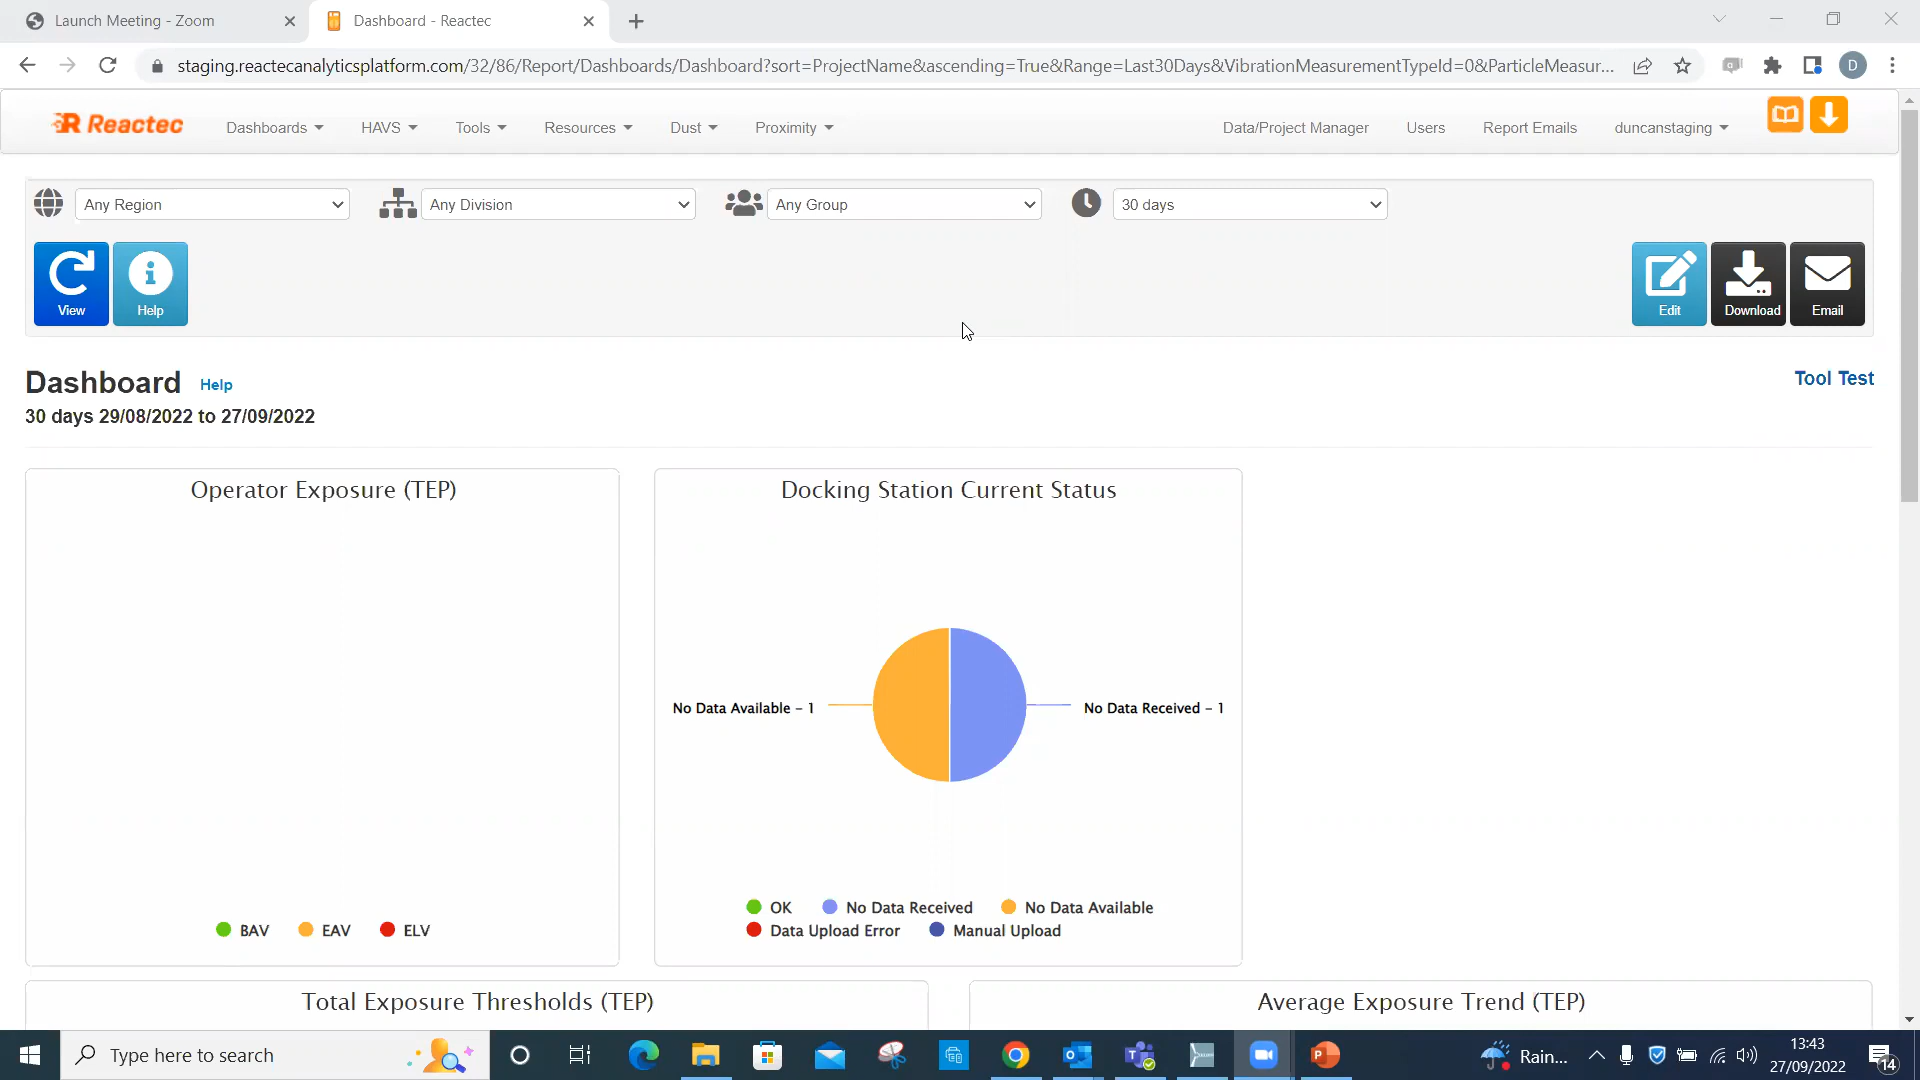 Launch Meeting - Zoom
Dashboard - Reactec
staging.reactecanalyticsplatform.com/32/86/Report/Dashboards/Dashboard?sort=ProjectName&ascending=True&Range=Last30Days&VibrationMeasurementTypeId=0&ParticleMeasur...
D
Reactec
Dashboards
HAVS
Tools
Resources
Dust
Proximity
Data/Project Manager
Users
Report Emails
duncanstaging
Any Region
Any Division
Any Group
30 days
View
Help
Edit
Download
Email
Dashboard
Help
Tool Test
30 days 29/08/2022 to 27/09/2022
Operator Exposure (TEP)
BAV
EAV
ELV
Docking Station Current Status
No Data Available - 1
No Data Received - 1
OK
No Data Received
No Data Available
Data Upload Error
Manual Upload
Total Exposure Thresholds (TEP)
Average Exposure Trend (TEP)
Type here to search
Rain...
13:43
27/09/2022
14